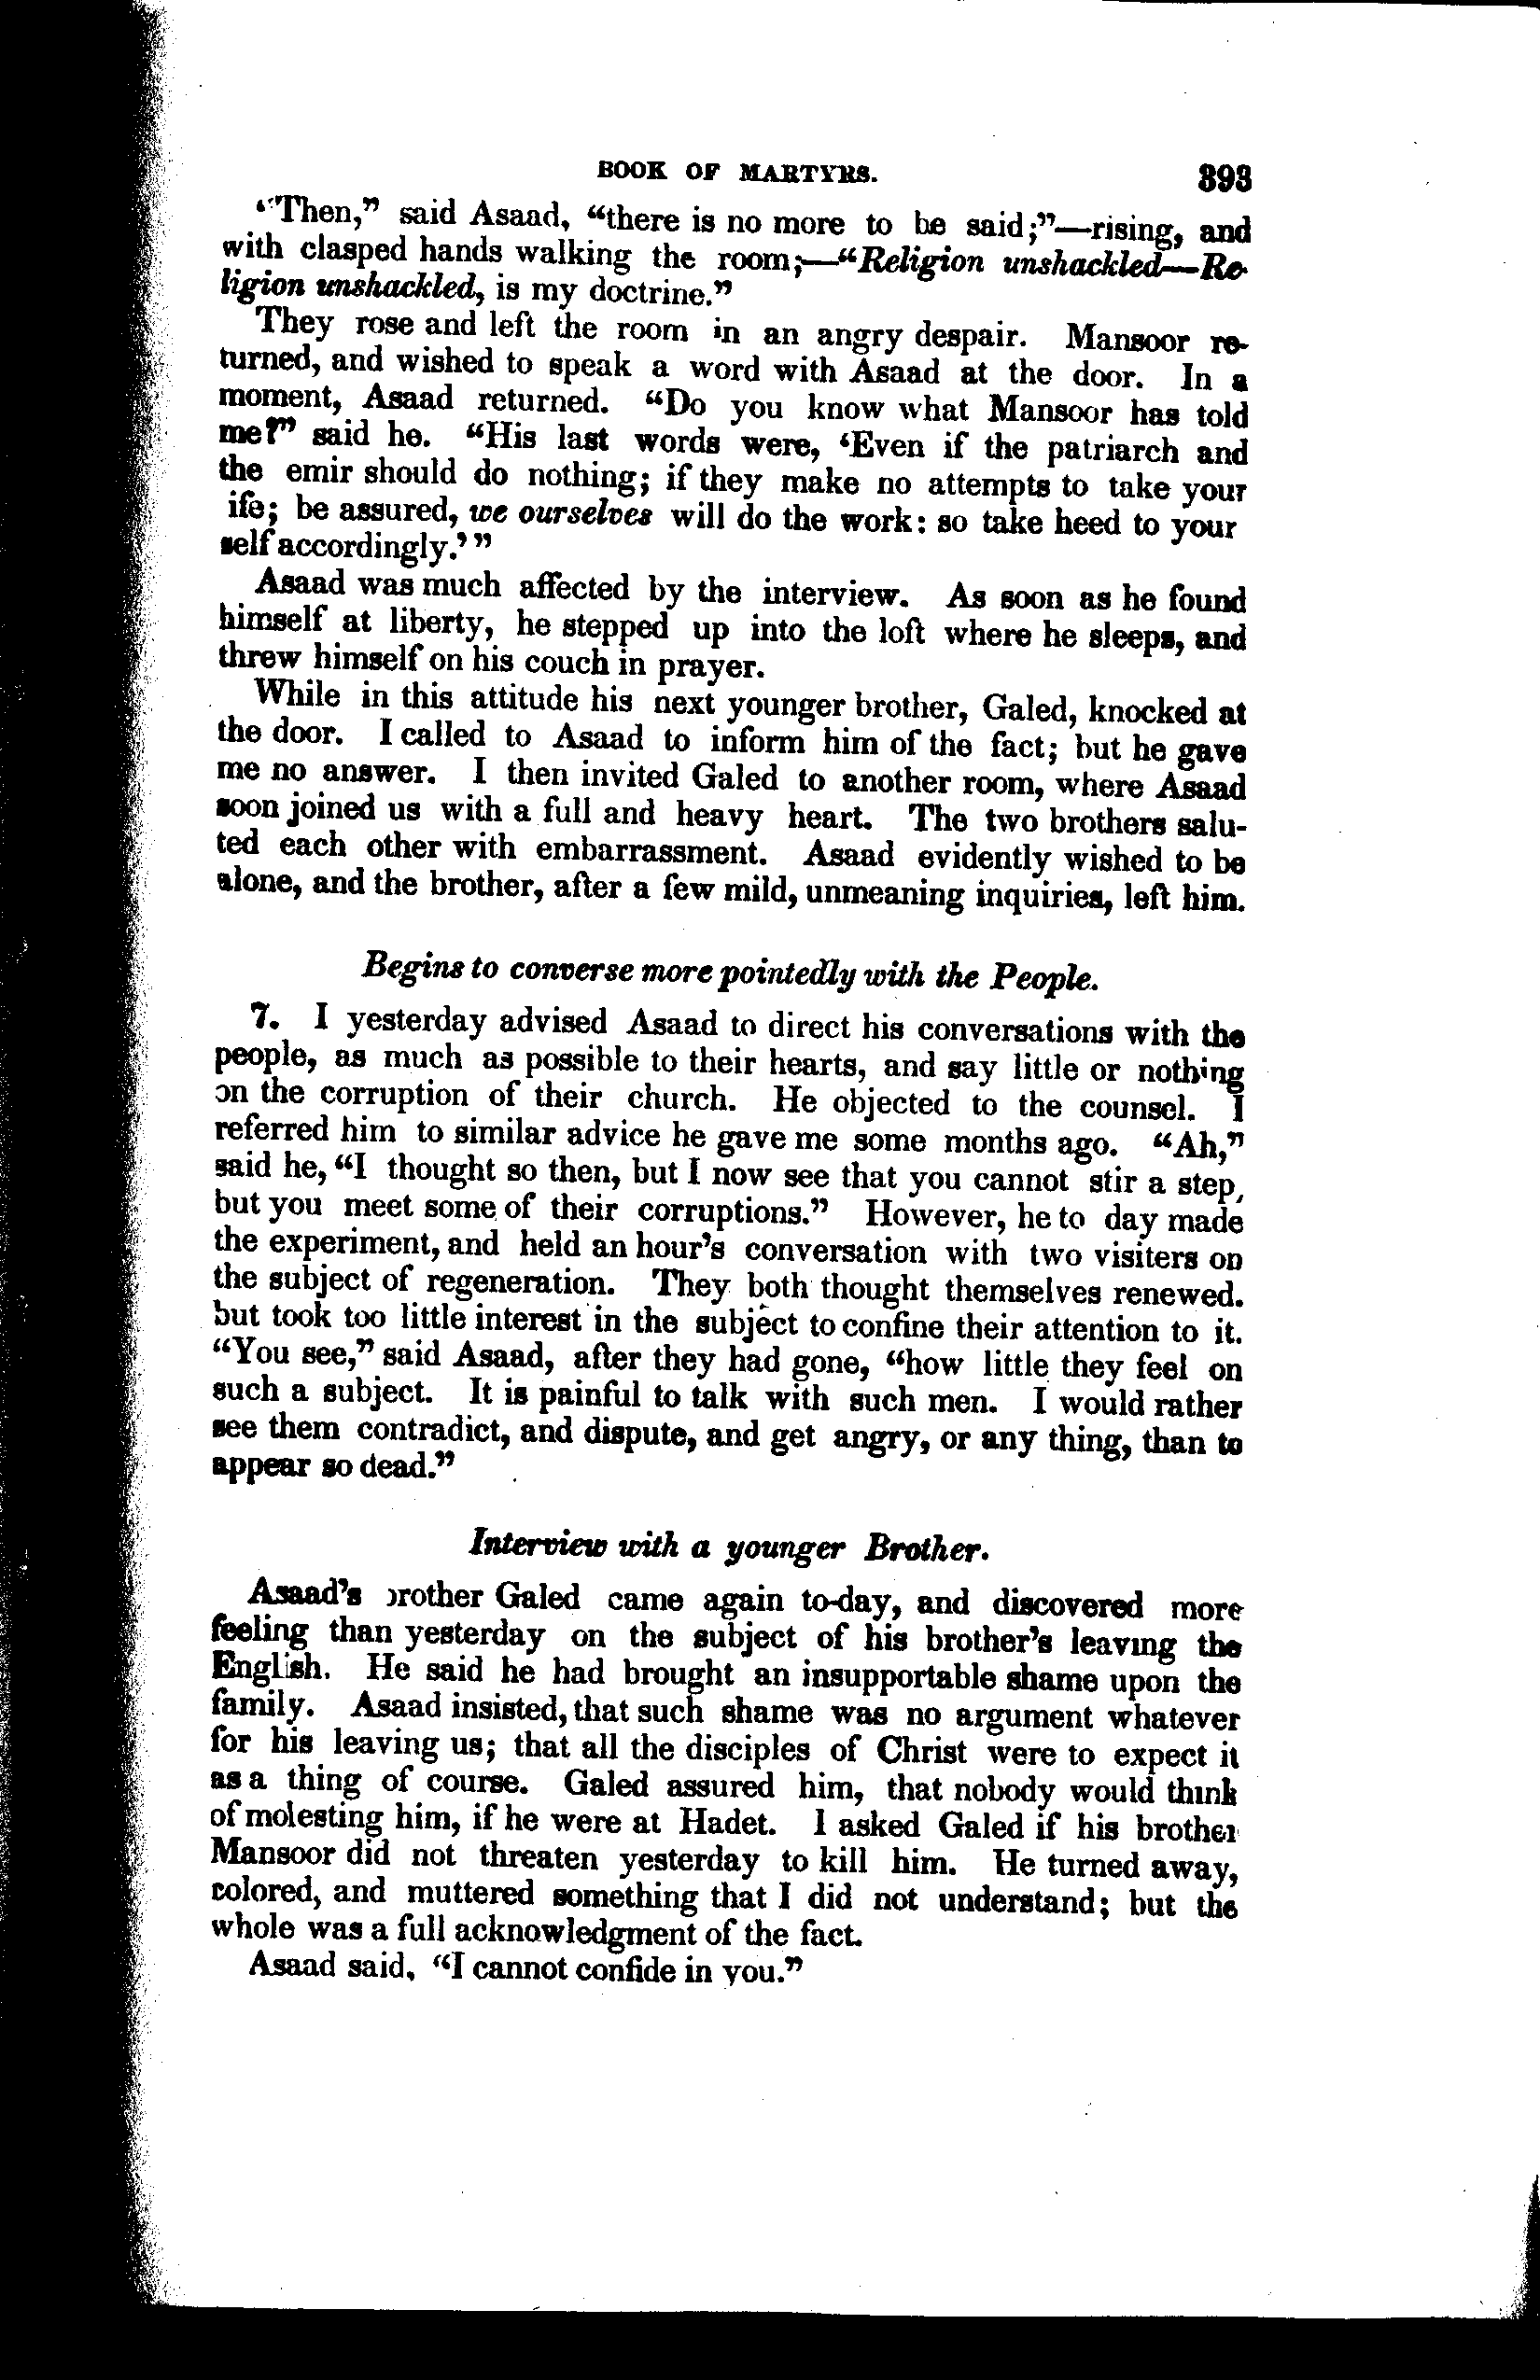 BOOK OF MARTYRS. 393
"Then," said Asaad, "there is no more to be said;"—rising, and
with clasped hands walking the room;—"Religion unshackled—Re-
ligion unshackled, is my doctrine."
They rose and left the room in an angry despair. Mansoor re-
turned, and wished to speak a word with Asaad at the door. In a
moment, Asaad returned. "Do you know what Mansoor has told
me?" said he. "His last words were, 'Even if the patriarch and
the emir should do nothing; if they make no attempts to take your
ife; be assured, we ourselves will do the work: so take heed to your
self accordingly.' "
Asaad was much affected by the interview. As soon as he found
himself at liberty, he stepped up into the loft where he sleeps, and
threw himself on his couch in prayer.
While in this attitude his next younger brother, Galed, knocked at
the door. I called to Asaad to inform him of the fact; but he gave
me no answer. I then invited Galed to another room, where Asaad
soon joined us with a full and heavy heart. The two brothers salu-
ted each other with embarrassment. Asaad evidently wished to be
alone, and the brother, after a few mild, unmeaning inquiries, left him.
Begins to converse more pointedly with the People.
7. I yesterday advised Asaad to direct his conversations with the
people, as much as possible to their hearts, and say little or nothing
on the corruption of their church. He objected to the counsel. I
referred him to similar advice he gave me some months ago. "Ah,"
said he, "I thought so then, but I now see that you cannot stir a step,
but you meet some of their corruptions." However, he to day made
the experiment, and held an hour's conversation with two visiters on
the subject of regeneration. They both thought themselves renewed.
but took too little interest in the subject to confine their attention to it.
"You see," said Asaad, after they had gone, "how little they feel on
such a subject. It is painful to talk with such men. I would rather
see them contradict, and dispute, and get angry, or any thing, than to
appear so dead."
Interview with a younger Brother.
Asaad's brother Galed came again to-day, and discovered more
feeling than yesterday on the subject of his brother's leaving the
English. He said he had brought an insupportable shame upon the
family. Asaad insisted, that such shame was no argument whatever
for his leaving us; that all the disciples of Christ were to expect it
as a thing of course. Galed assured him, that nobody would think
of molesting him, if he were at Hadet. I asked Galed if his brother
Mansoor did not threaten yesterday to kill him. He turned away,
colored, and muttered something that I did not understand; but the
whole was a full acknowledgment of the fact.
Asaad said, "I cannot confide in you."